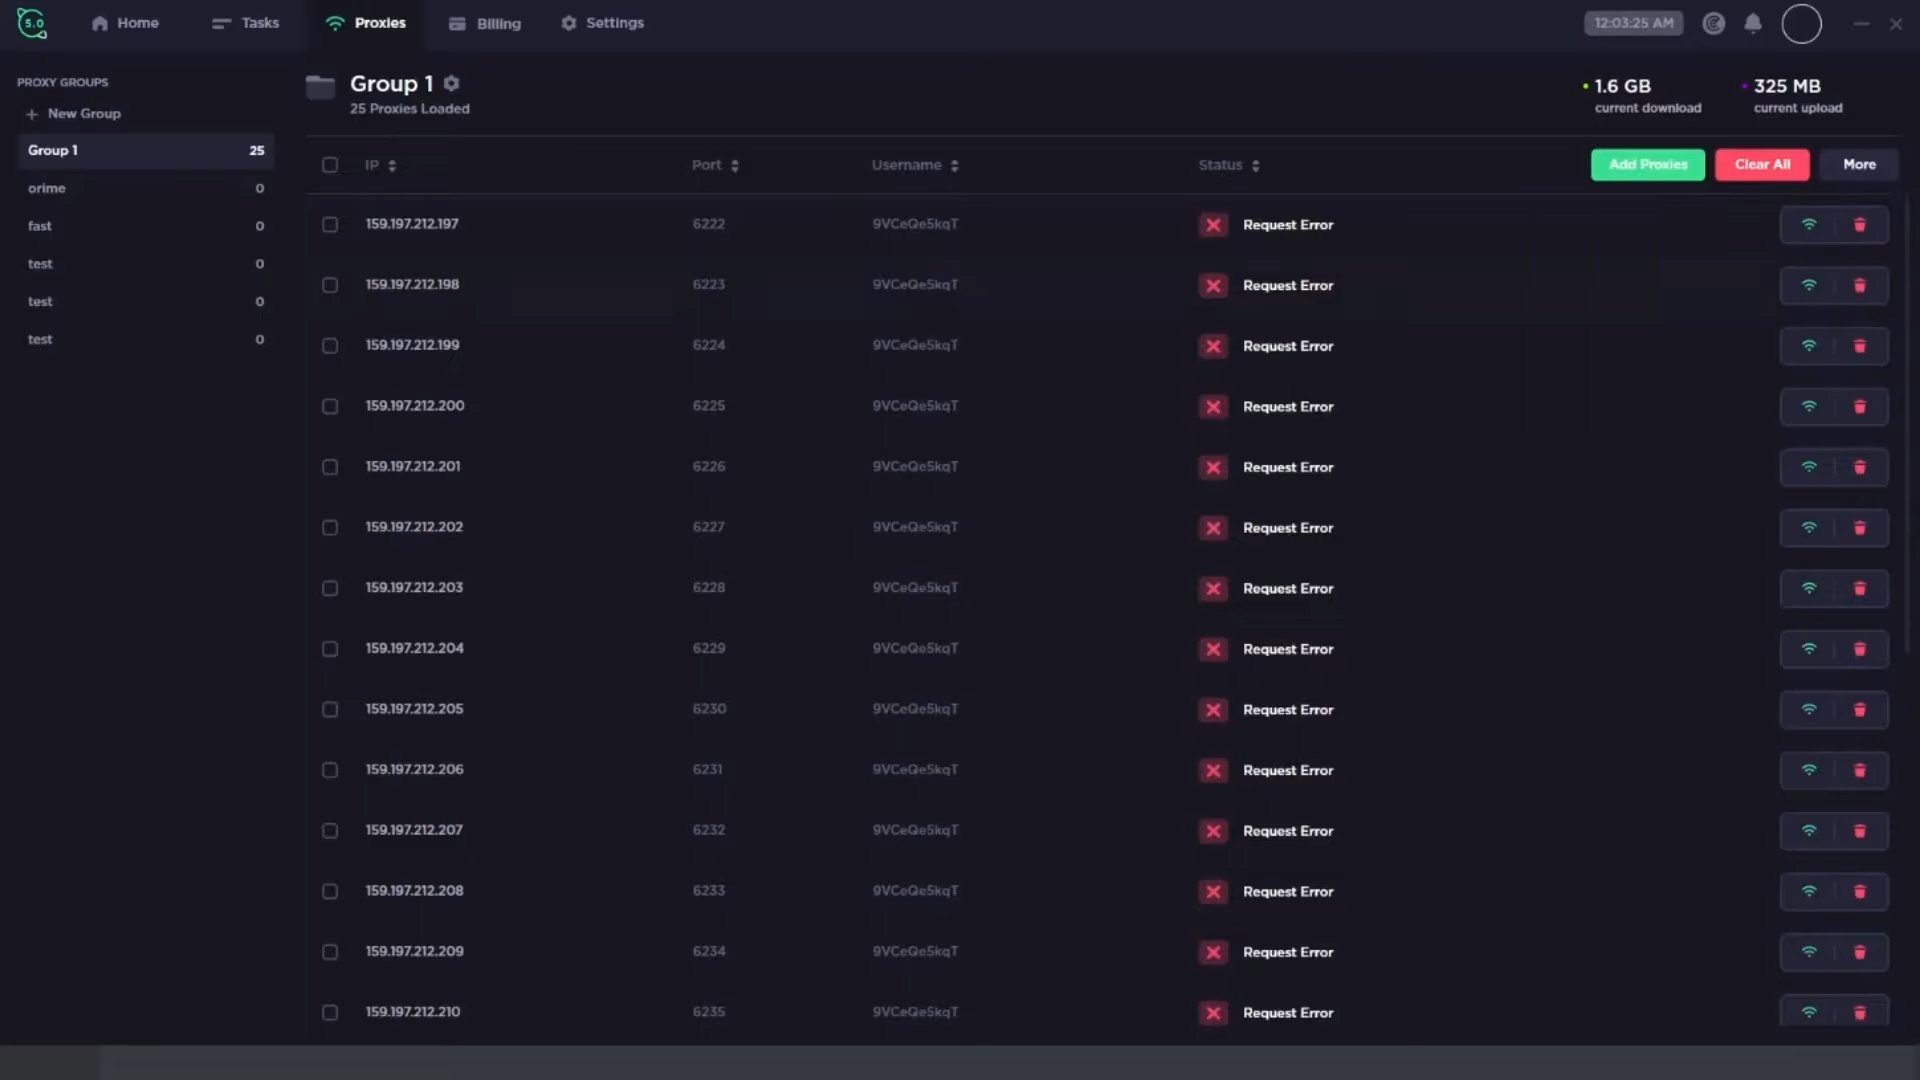 5.0 Home Tasks Proxies Billing Settings 12:03:25 AM
PROXY GROUPS
+ New Group
Group 1 25
orime 0
fast 0
test 0
test 0
test 0
Group 1
25 Proxies Loaded
1.6 GB
current download
325 MB
current upload
IP Port Username Status Add Proxies Clear All More
159.197.212.197 6222 9VCeQe5kqT Request Error
159.197.212.198 6223 9VCeQe5kqT Request Error
159.197.212.199 6224 9VCeQe5kqT Request Error
159.197.212.200 6225 9VCeQe5kqT Request Error
159.197.212.201 6226 9VCeQe5kqT Request Error
159.197.212.202 6227 9VCeQe5kqT Request Error
159.197.212.203 6228 9VCeQe5kqT Request Error
159.197.212.204 6229 9VCeQe5kqT Request Error
159.197.212.205 6230 9VCeQe5kqT Request Error
159.197.212.206 6231 9VCeQe5kqT Request Error
159.197.212.207 6232 9VCeQe5kqT Request Error
159.197.212.208 6233 9VCeQe5kqT Request Error
159.197.212.209 6234 9VCeQe5kqT Request Error
159.197.212.210 6235 9VCeQe5kqT Request Error